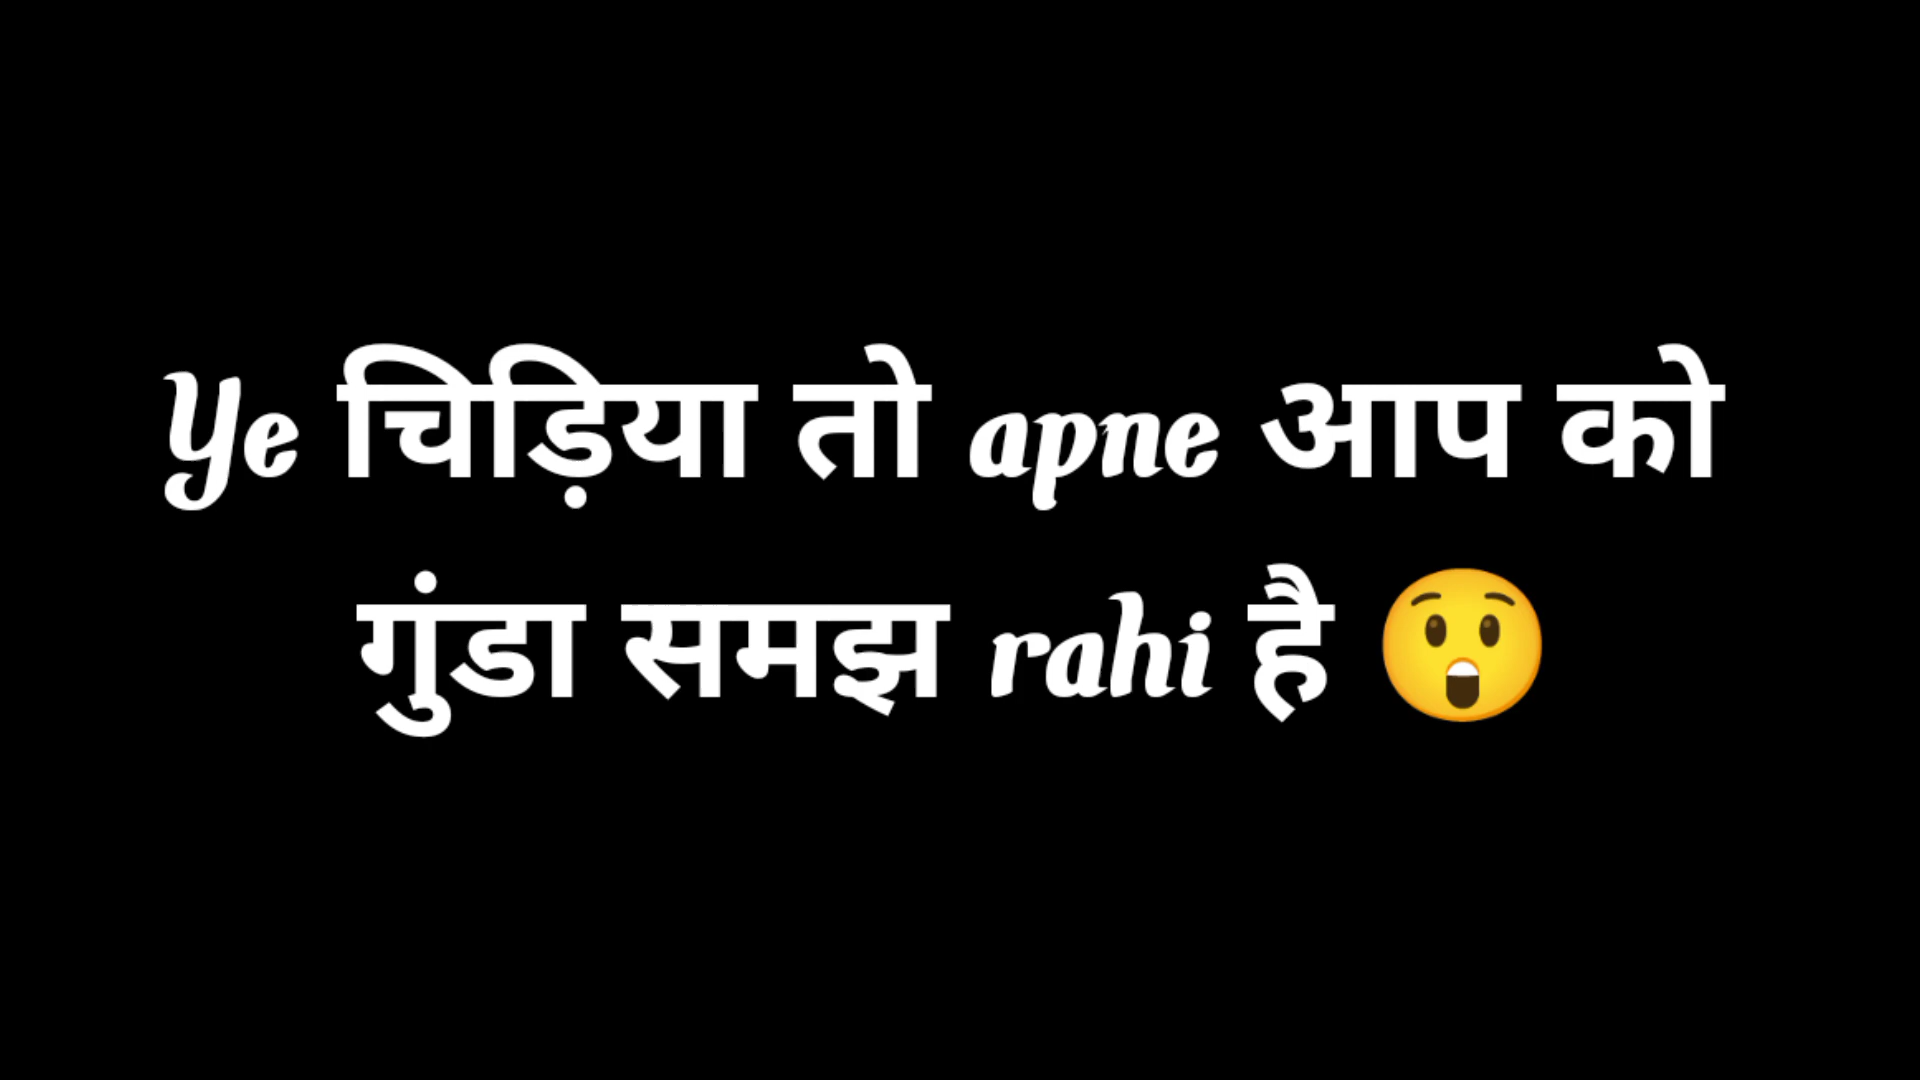 Ye चिड़िया तो apne आप को
गुंडा समझ rahi है 😲